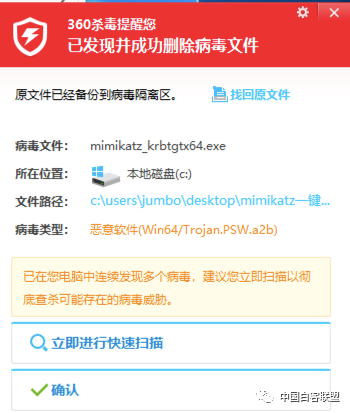 360杀毒提醒您
已发现并成功删除病毒文件
原文件已经备份到病毒隔离区。 找回原文件
病毒文件： mimikatz_krbtgtx64.exe
所在位置： 本地磁盘(c:)
文件路径： c:\users\jumbo\desktop\mimikatz一键...
病毒类型： 恶意软件(Win64/Trojan.PSW.a2b)
已在您电脑中连续发现多个病毒，建议您立即扫描以彻
底查杀可能存在的病毒威胁。
立即进行快速扫描
确认
中国白客联盟